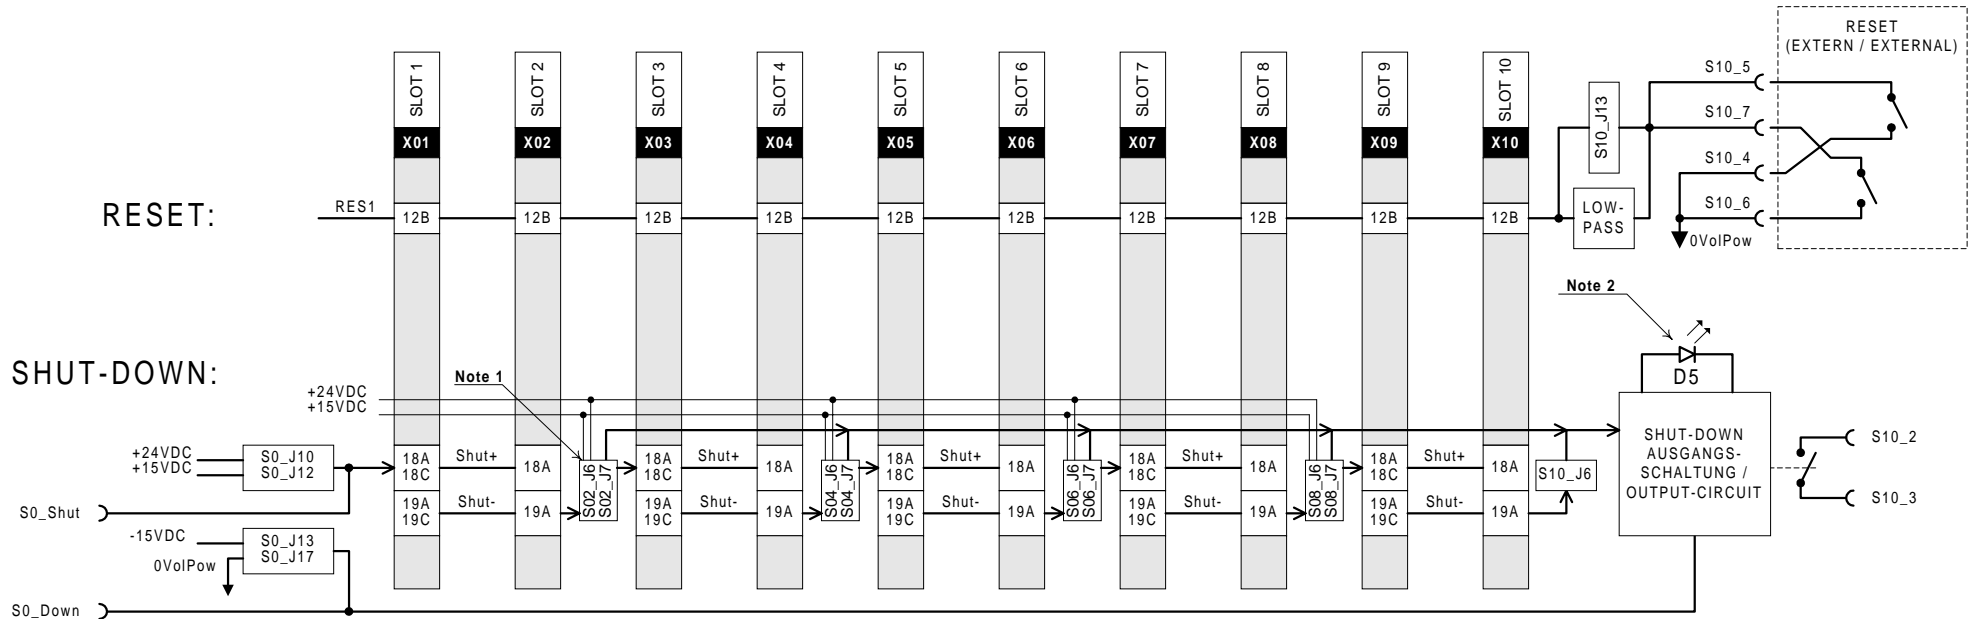 RESET
(EXTERN / EXTERNAL)
SLOT 1
SLOT 2
SLOT 3
SLOT 4
SLOT 5
SLOT 6
SLOT 7
SLOT 8
SLOT 9
SLOT 10
S10_J13
S10_5
S10_7
S10_4
S10_6
X01
X02
X03
X04
X05
X06
X07
X08
X09
X10
RESET:
RES1
12B
12B
12B
12B
12B
12B
12B
12B
12B
12B
LOW-
PASS
0VolPow
Note 2
D5
SHUT-DOWN:
Note 1
+24VDC
+15VDC
+24VDC
+15VDC
S0_J10
S0_J12
18A
18C
Shut+
18A
S02_J6
S02_J7
18A
18C
Shut+
18A
S04_J6
S04_J7
18A
18C
Shut+
18A
S06_J6
S06_J7
18A
18C
Shut+
18A
S08_J6
S08_J7
18A
18C
Shut+
18A
S10_J6
SHUT-DOWN
AUSGANGS-
SCHALTUNG /
OUTPUT-CIRCUIT
S10_2
S10_3
S0_Shut
19A
19C
Shut-
19A
19A
19C
Shut-
19A
19A
19C
Shut-
19A
19A
19C
Shut-
19A
19A
19C
Shut-
19A
-15VDC
0VolPow
S0_J13
S0_J17
S0_Down